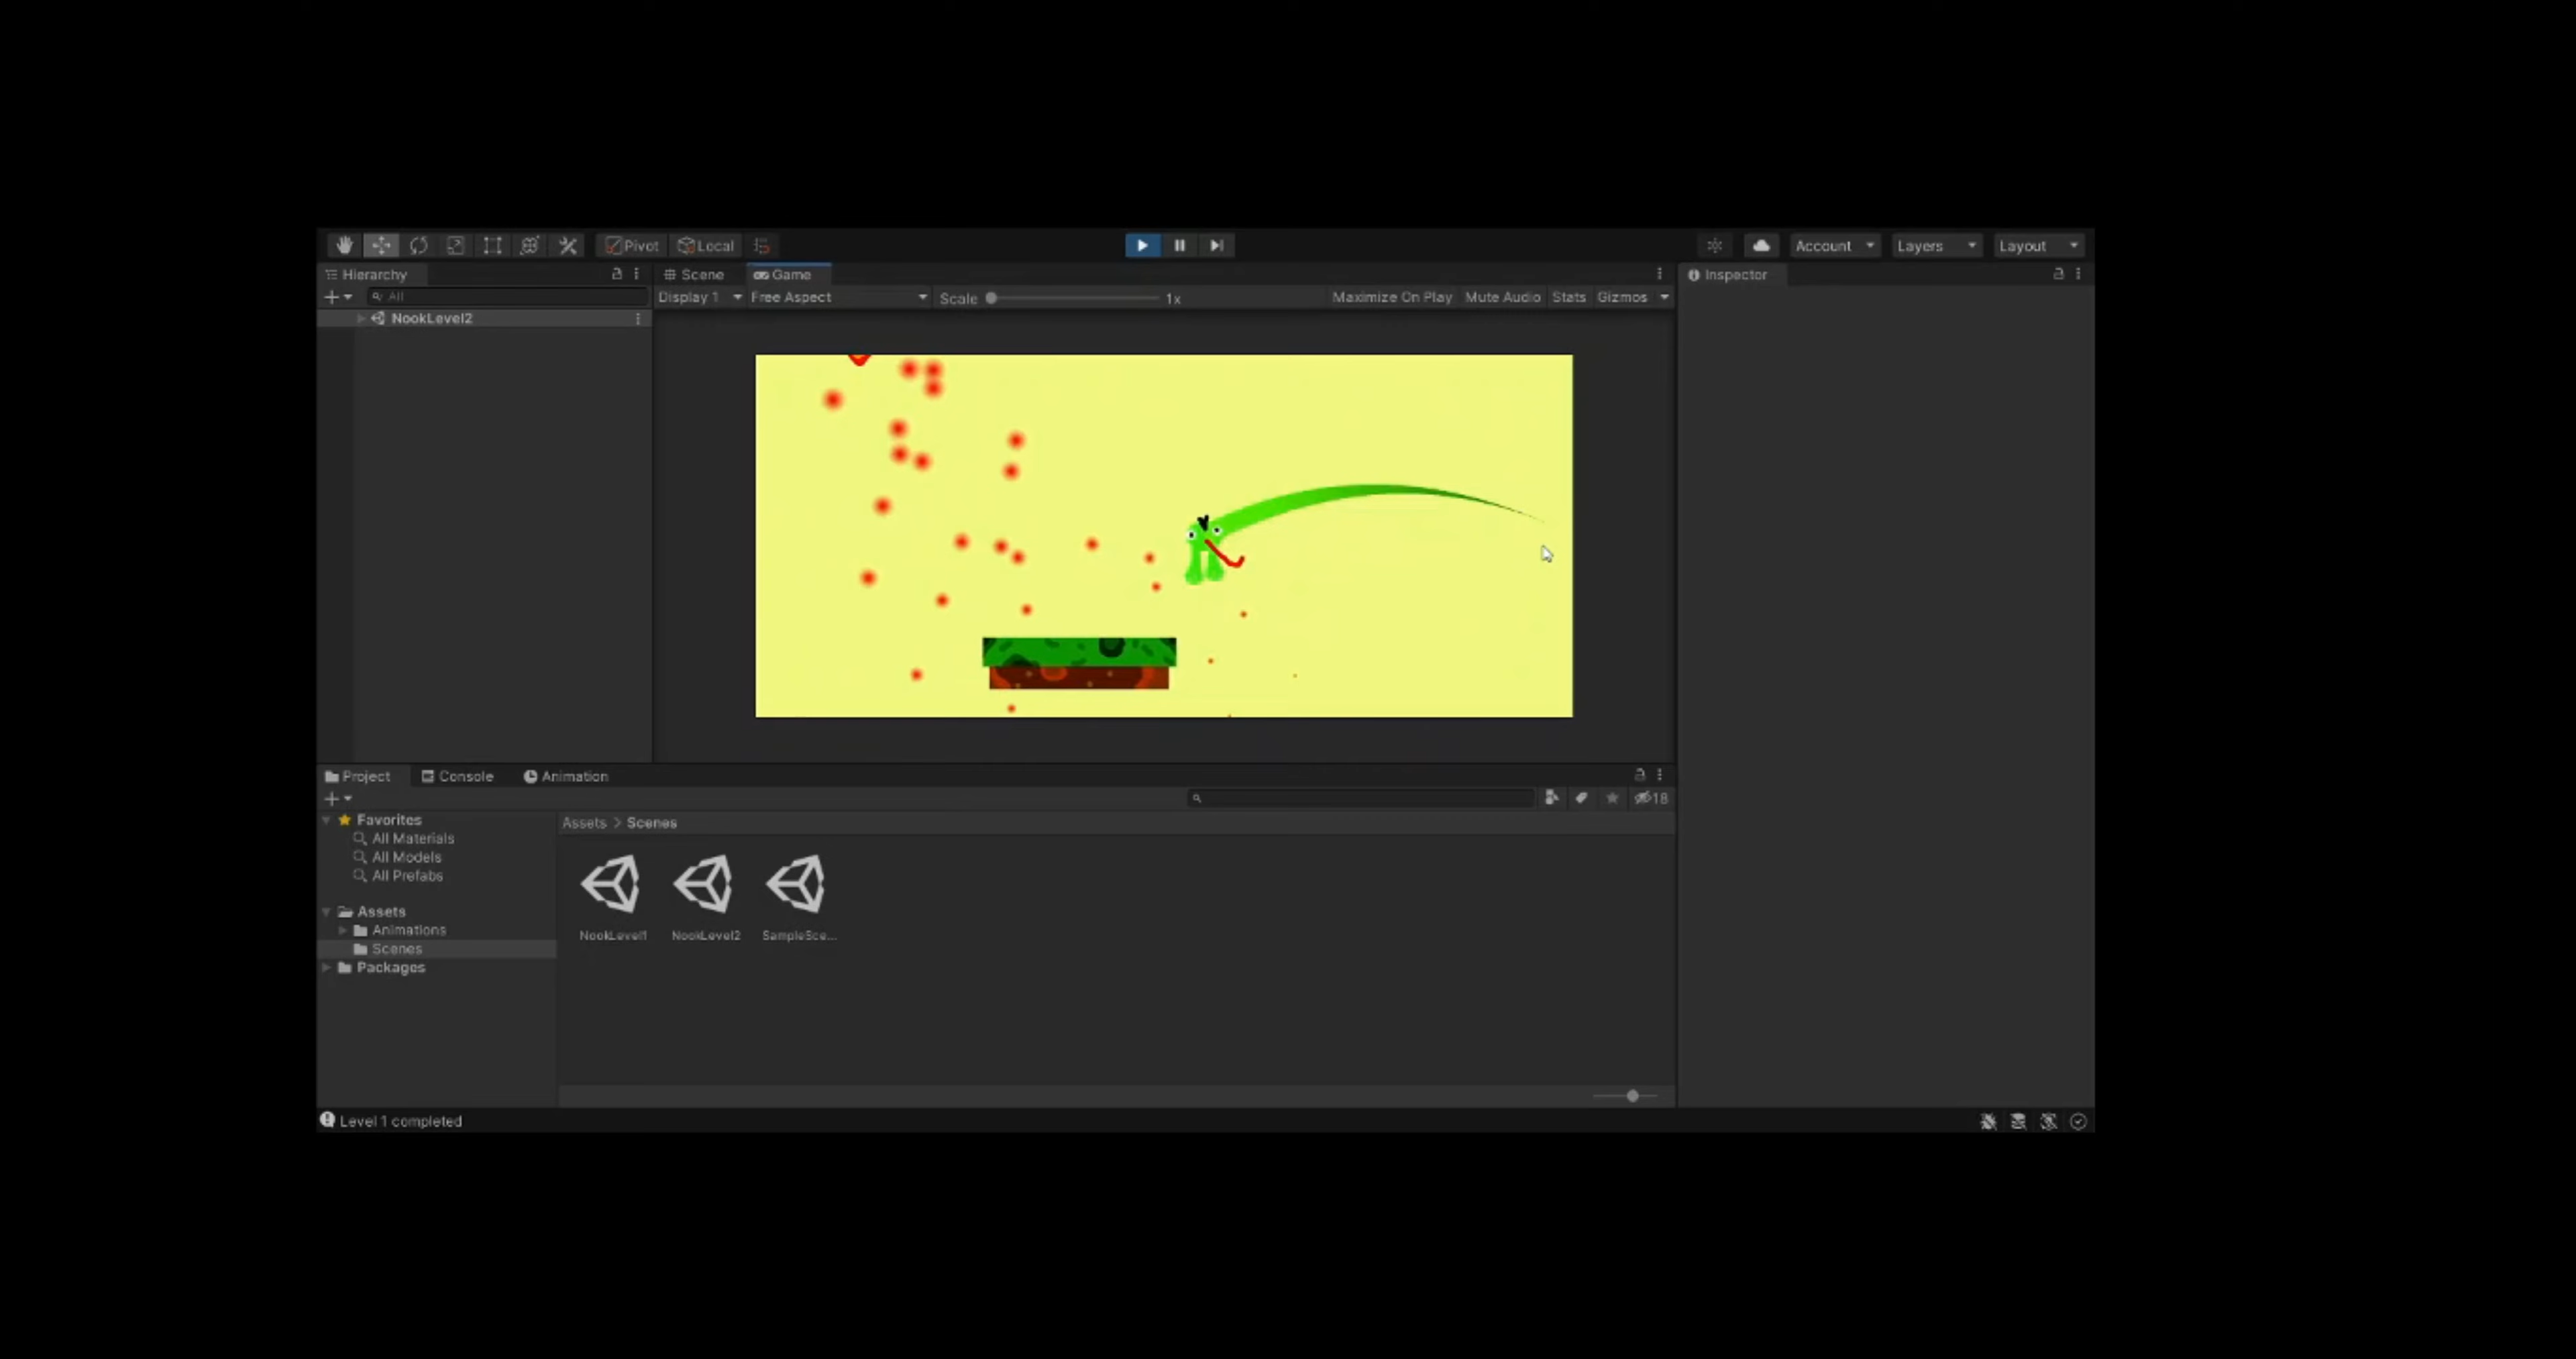 Pivot Local Account Layers Layout
Hierarchy Scene Game Inspector
All Display 1 Free Aspect Scale 1x Maximize On Play Mute Audio Stats Gizmos
NookLevel2
Project Console Animation
18
Favorites Assets > Scenes
All Materials
All Models
All Prefabs
Assets
Animations NookLevel1 NookLevel2 SampleSce...
Scenes
Packages
Level 1 completed